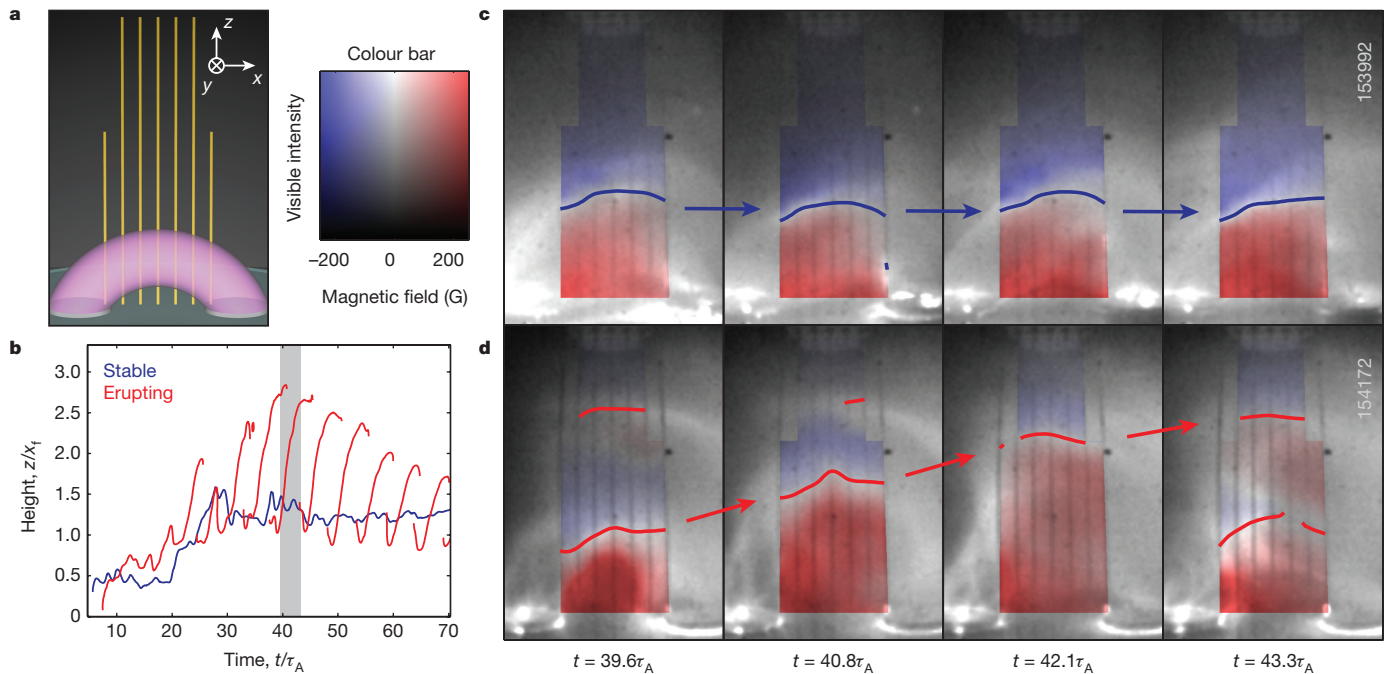 a
z
y
x
Colour bar
Visible intensity
–200 0 200
Magnetic field (G)
b
Stable
Erupting
Height, z/x_f
3.0
2.5
2.0
1.5
1.0
0.5
0
10 20 30 40 50 60 70
Time, t/τ_A
c
153992
d
154172
t = 39.6τ_A
t = 40.8τ_A
t = 42.1τ_A
t = 43.3τ_A